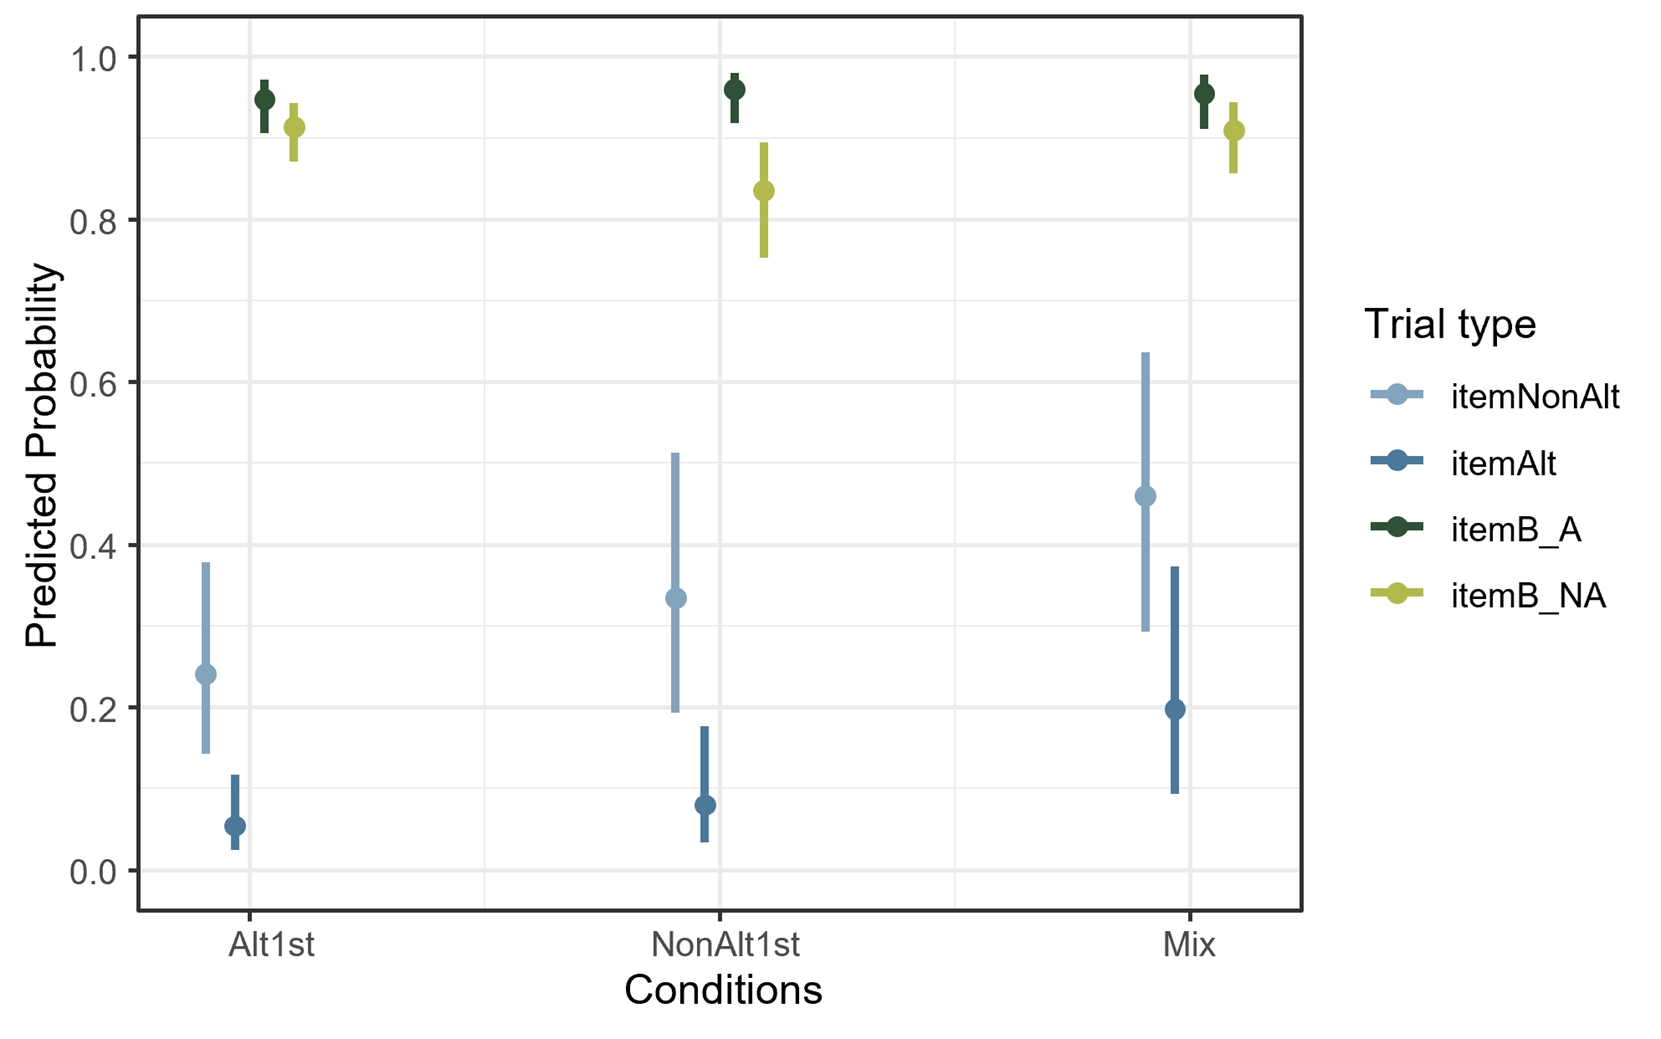 1.0
0.8
0.6
0.4
0.2
0.0
Predicted Probability
Alt1st
NonAlt1st
Mix
Conditions
Trial type
itemNonAlt
itemAlt
itemB_A
itemB_NA